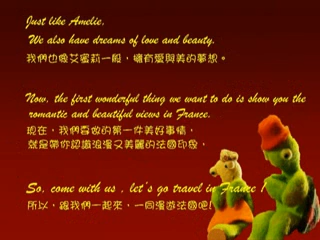 Just like Amelie,
We also have dreams of love and beauty.
我們也像艾蜜莉一般，擁有愛與美的夢想。
Now, the first wonderful thing we want to do is show you the
romantic and beautiful views in France.
現在，我們要做的第一件美好事情，
就是帶你認識浪漫又美麗的法國印象，
So, come with us , let's go travel in France !
所以，跟我們一起來，一同漫遊法國吧!